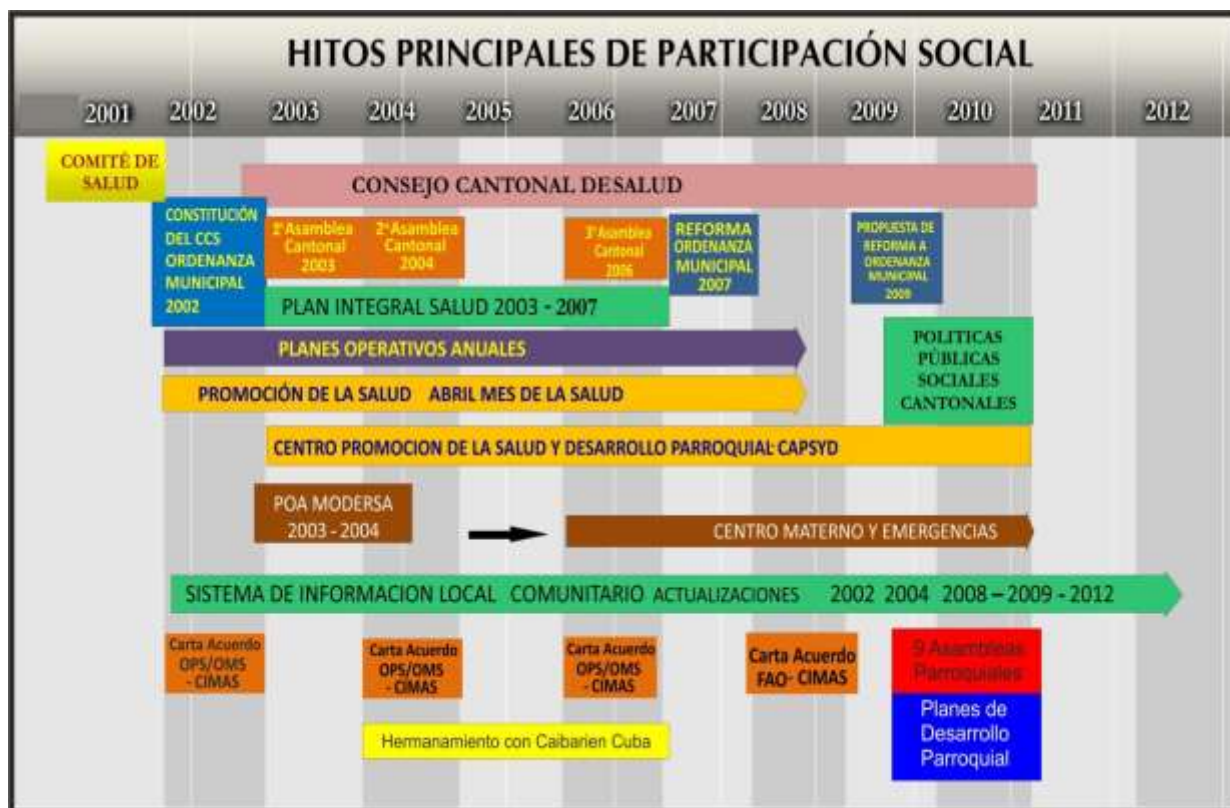 HITOS PRINCIPALES DE PARTICIPACIÓN SOCIAL
2001 2002 2003 2004 2005 2006 2007 2008 2009 2010 2011 2012
COMITÉ DE
SALUD
CONSEJO CANTONAL DESALUD
CONSTITUCIÓN
DEL CCS
ORDENANZA
MUNICIPAL
2002
2ªAsamblea
Cantonal
2003
2ªAsamblea
Cantonal
2004
3ªAsamblea
Cantonal
2006
REFORMA
ORDENANZA
MUNICIPAL
2007
PROPUESTA DE
REFORMA A
ORDENANZA
MUNICIPAL
2009
PLAN INTEGRAL SALUD 2003 - 2007
PLANES OPERATIVOS ANUALES
POLITICAS
PÚBLICAS
SOCIALES
CANTONALES
PROMOCIÓN DE LA SALUD ABRIL MES DE LA SALUD
CENTRO PROMOCION DE LA SALUD Y DESARROLLO PARROQUIAL CAPSYD
POA MODERSA
2003 - 2004
CENTRO MATERNO Y EMERGENCIAS
SISTEMA DE INFORMACION LOCAL COMUNITARIO ACTUALIZACIONES 2002 2004 2008 – 2009 - 2012
Carta Acuerdo
OPS/OMS
- CIMAS
Carta Acuerdo
OPS/OMS
- CIMAS
Carta Acuerdo
OPS/OMS
- CIMAS
Carta Acuerdo
FAO- CIMAS
9 Asambleas
Parroquiales
Planes de
Desarrollo
Parroquial
Hermanamiento con Caibarien Cuba